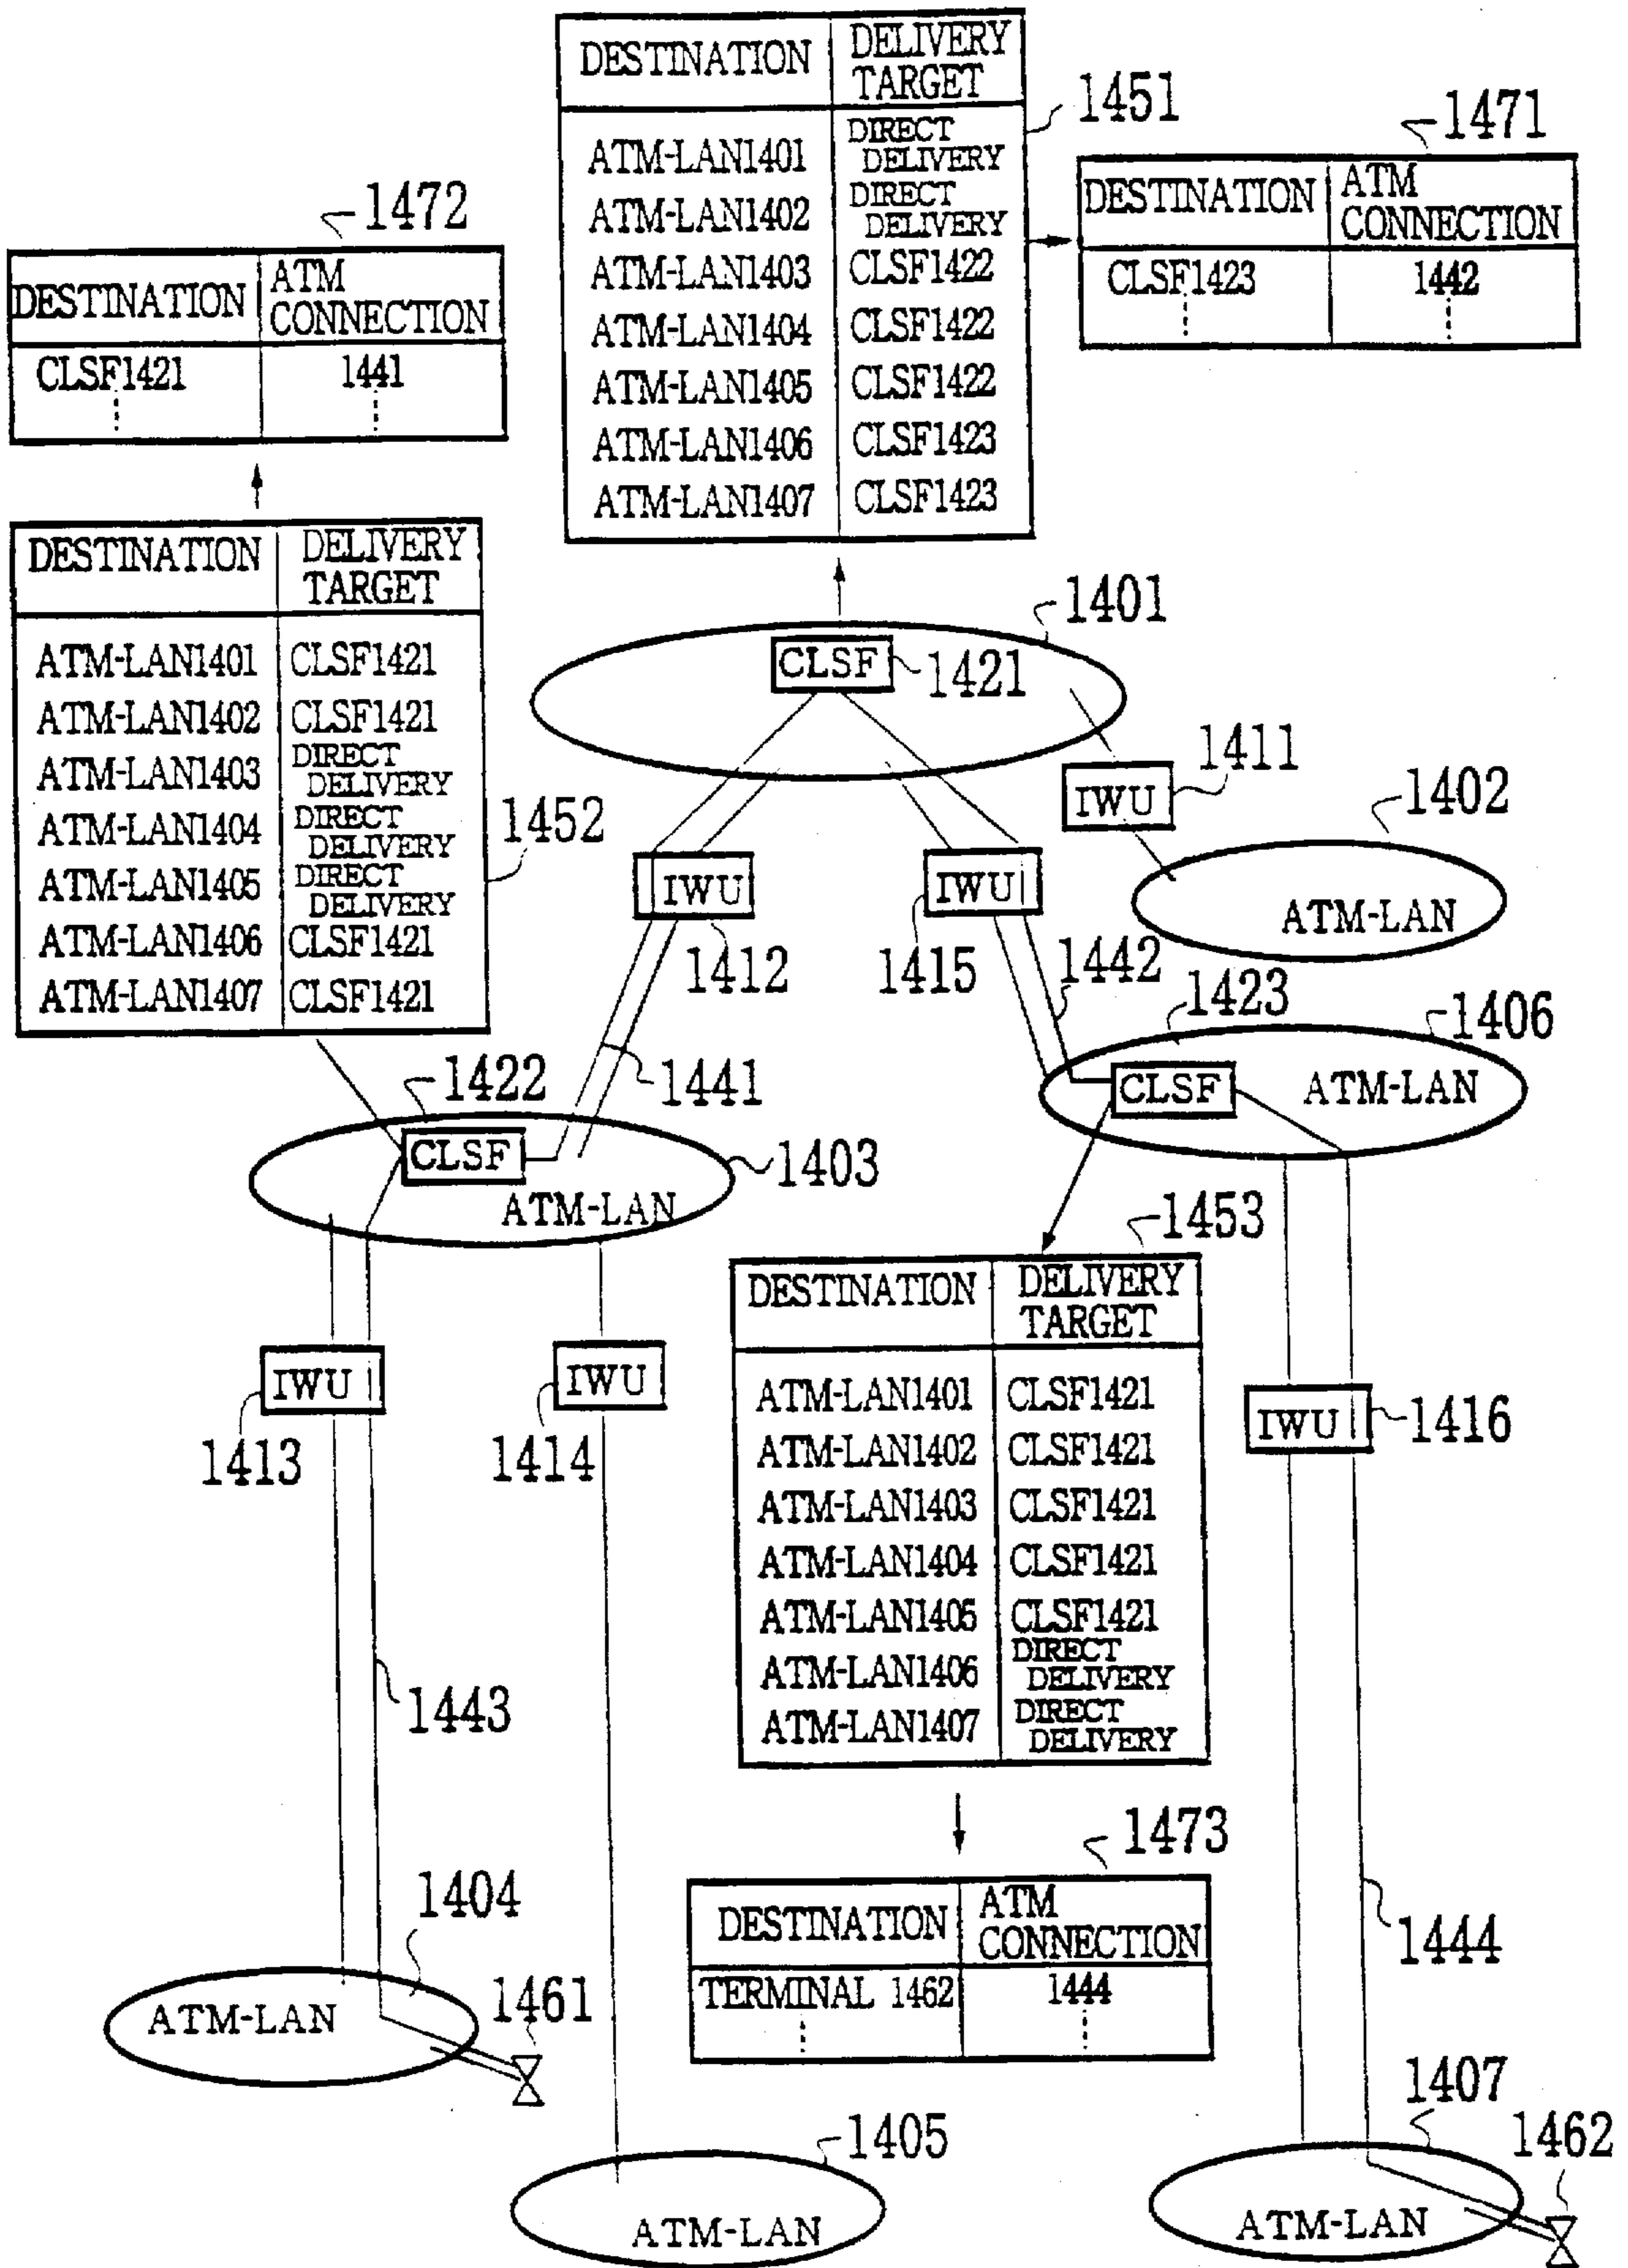 DESTINATION DELIVERY TARGET
ATM-LAN1401 DIRECT DELIVERY
ATM-LAN1402 DIRECT DELIVERY
ATM-LAN1403 CLSF1422
ATM-LAN1404 CLSF1422
ATM-LAN1405 CLSF1422
ATM-LAN1406 CLSF1423
ATM-LAN1407 CLSF1423
1451
1471
DESTINATION ATM CONNECTION
CLSF1423 1442
1472
DESTINATION ATM CONNECTION
CLSF1421 1441
DESTINATION DELIVERY TARGET
ATM-LAN1401 CLSF1421
ATM-LAN1402 CLSF1421
ATM-LAN1403 DIRECT DELIVERY
ATM-LAN1404 DIRECT DELIVERY
ATM-LAN1405 DIRECT DELIVERY
ATM-LAN1406 CLSF1421
ATM-LAN1407 CLSF1421
1452
1401
CLSF 1421
1411
IWU
1402
ATM-LAN
IWU
1412
IWU
1415
1442
1423
1406
CLSF ATM-LAN
1441
1422
CLSF
1403
ATM-LAN
IWU
1413
IWU
1414
1453
DESTINATION DELIVERY TARGET
ATM-LAN1401 CLSF1421
ATM-LAN1402 CLSF1421
ATM-LAN1403 CLSF1421
ATM-LAN1404 CLSF1421
ATM-LAN1405 CLSF1421
ATM-LAN1406 DIRECT DELIVERY
ATM-LAN1407 DIRECT DELIVERY
IWU 1416
1443
1473
DESTINATION ATM CONNECTION
TERMINAL 1462 1444
1444
1404
ATM-LAN
1461
1405
ATM-LAN
1407
1462
ATM-LAN